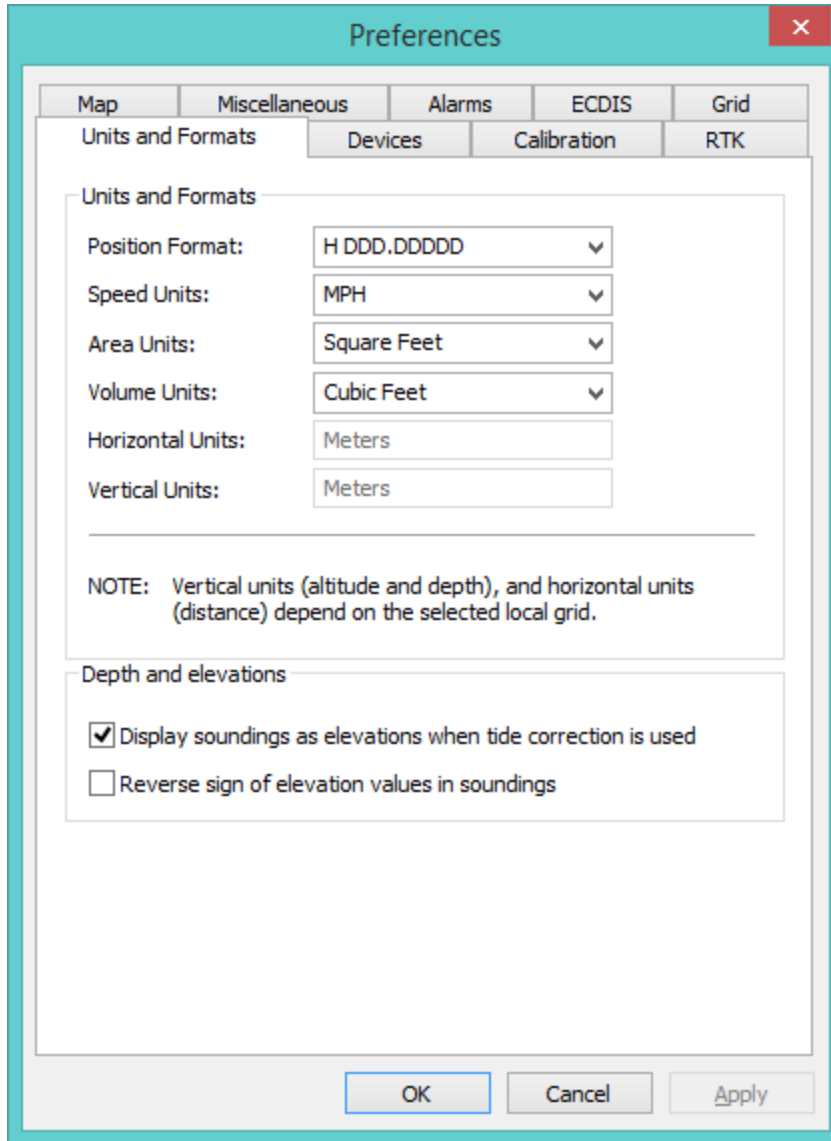 Preferences
Map Miscellaneous Alarms ECDIS Grid
Units and Formats Devices Calibration RTK
Units and Formats
Position Format: H DDD.DDDDD
Speed Units: MPH
Area Units: Square Feet
Volume Units: Cubic Feet
Horizontal Units: Meters
Vertical Units: Meters
NOTE: Vertical units (altitude and depth), and horizontal units
(distance) depend on the selected local grid.
Depth and elevations
Display soundings as elevations when tide correction is used
Reverse sign of elevation values in soundings
OK Cancel Apply